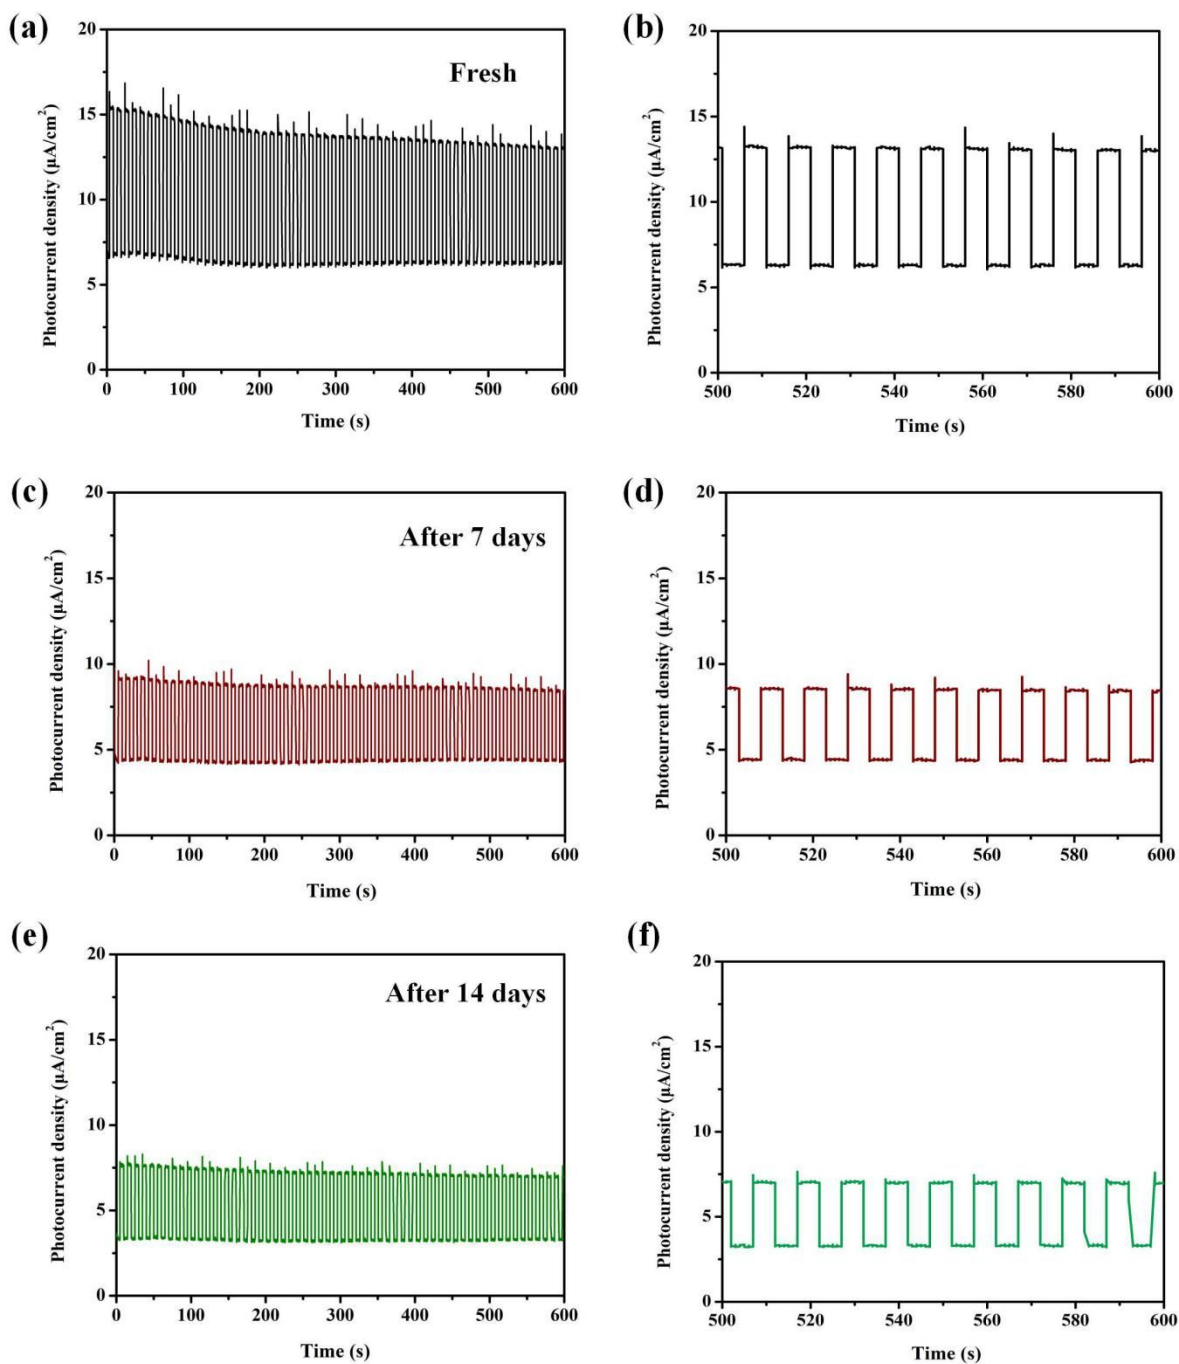 (a)
Fresh
Photocurrent density (μA/cm²)
20
15
10
5
0
0 100 200 300 400 500 600
Time (s)
(b)
Photocurrent density (μA/cm²)
20
15
10
5
0
500 520 540 560 580 600
Time (s)
(c)
After 7 days
Photocurrent density (μA/cm²)
20
15
10
5
0
0 100 200 300 400 500 600
Time (s)
(d)
Photocurrent density (μA/cm²)
20
15
10
5
0
500 520 540 560 580 600
Time (s)
(e)
After 14 days
Photocurrent density (μA/cm²)
20
15
10
5
0
0 100 200 300 400 500 600
Time (s)
(f)
Photocurrent density (μA/cm²)
20
15
10
5
0
500 520 540 560 580 600
Time (s)